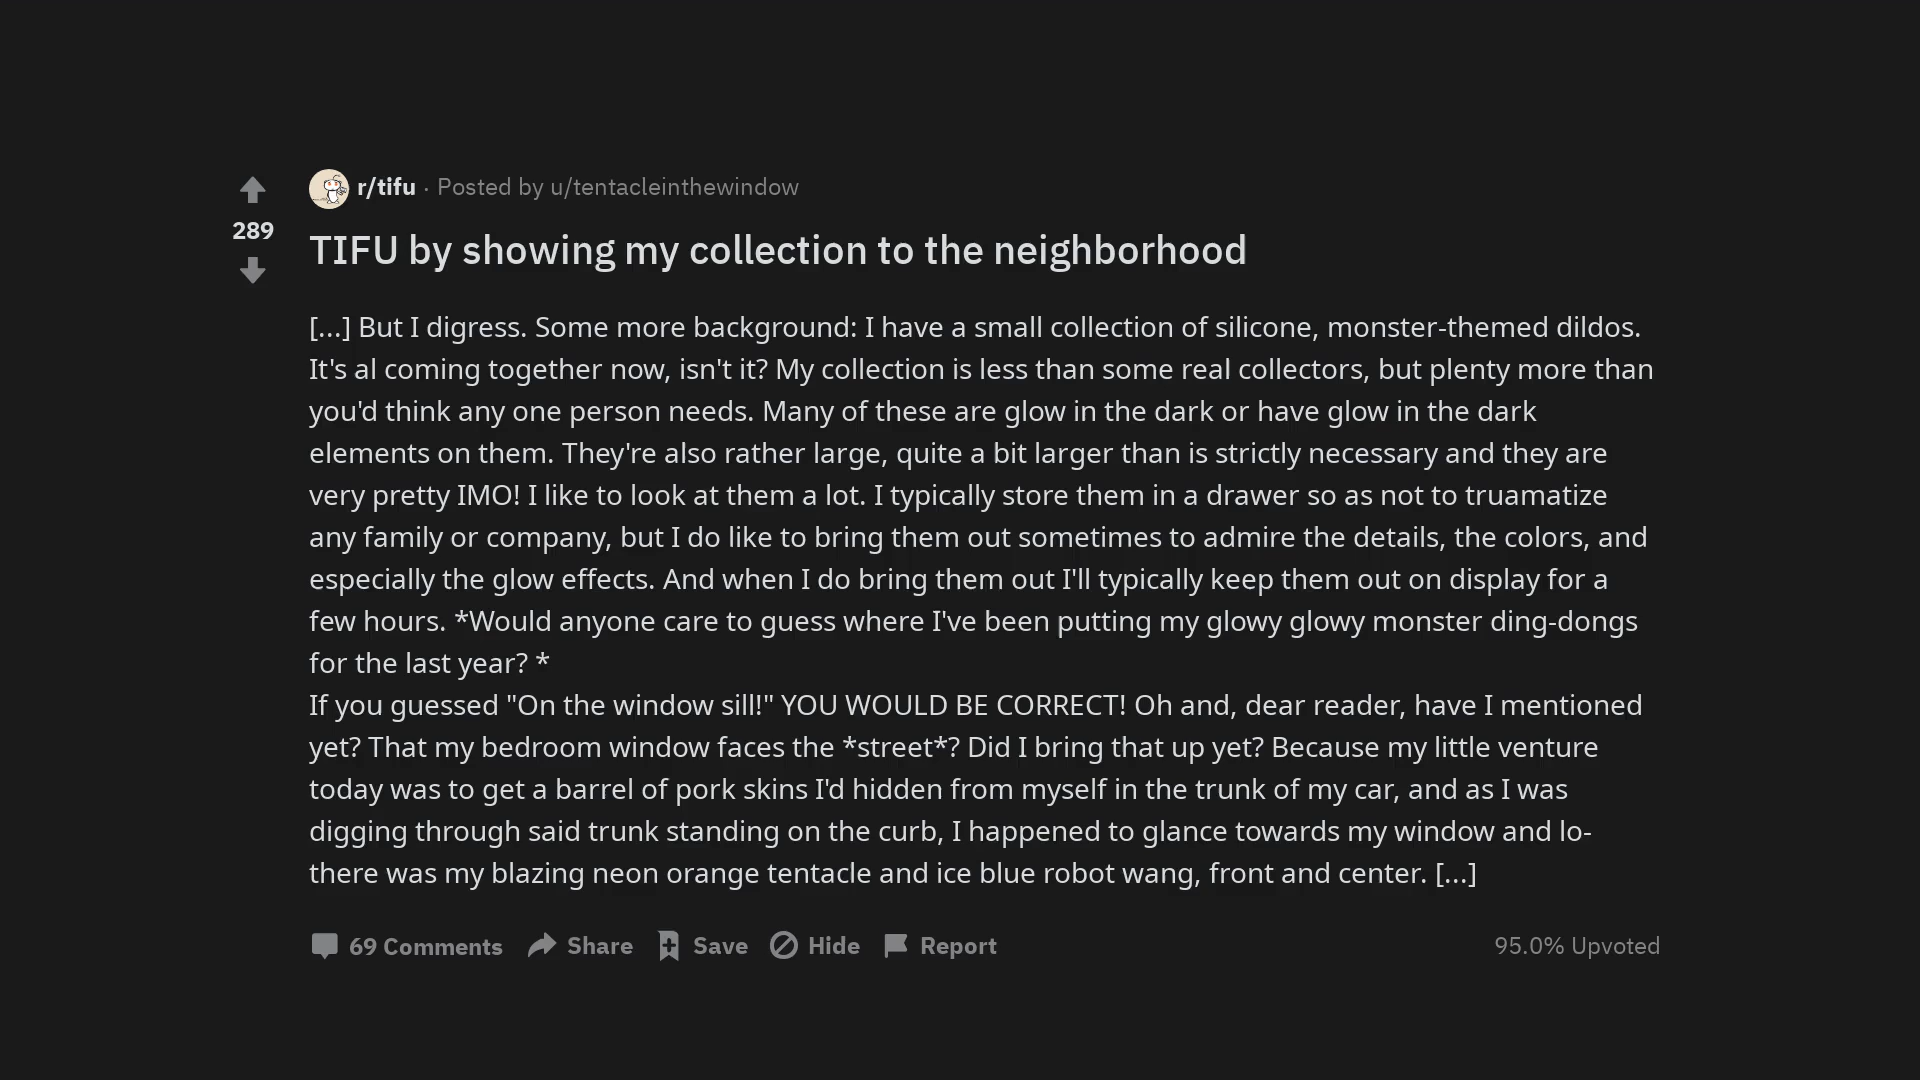 r/tifu · Posted by u/tentacleinthewindow
289
TIFU by showing my collection to the neighborhood
[...] But I digress. Some more background: I have a small collection of silicone, monster-themed dildos.
It's al coming together now, isn't it? My collection is less than some real collectors, but plenty more than
you'd think any one person needs. Many of these are glow in the dark or have glow in the dark
elements on them. They're also rather large, quite a bit larger than is strictly necessary and they are
very pretty IMO! I like to look at them a lot. I typically store them in a drawer so as not to truamatize
any family or company, but I do like to bring them out sometimes to admire the details, the colors, and
especially the glow effects. And when I do bring them out I'll typically keep them out on display for a
few hours. *Would anyone care to guess where I've been putting my glowy glowy monster ding-dongs
for the last year? *
If you guessed "On the window sill!" YOU WOULD BE CORRECT! Oh and, dear reader, have I mentioned
yet? That my bedroom window faces the *street*? Did I bring that up yet? Because my little venture
today was to get a barrel of pork skins I'd hidden from myself in the trunk of my car, and as I was
digging through said trunk standing on the curb, I happened to glance towards my window and lo-
there was my blazing neon orange tentacle and ice blue robot wang, front and center. [...]
69 Comments Share Save Hide Report 95.0% Upvoted